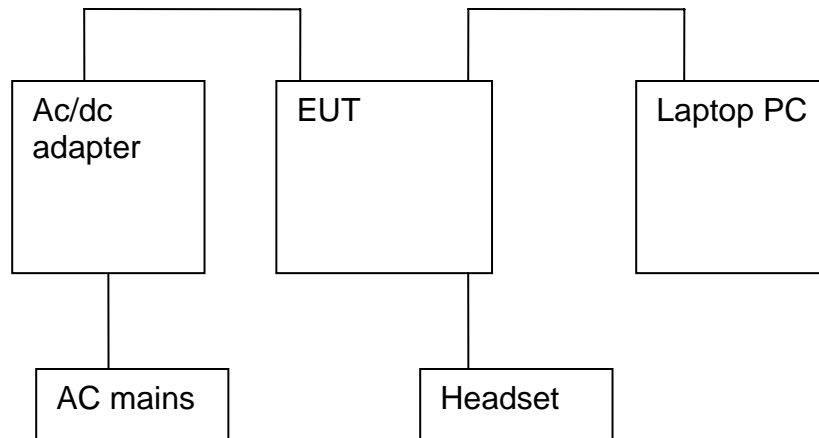 Ac/dc
adapter
EUT
Laptop PC
AC mains
Headset